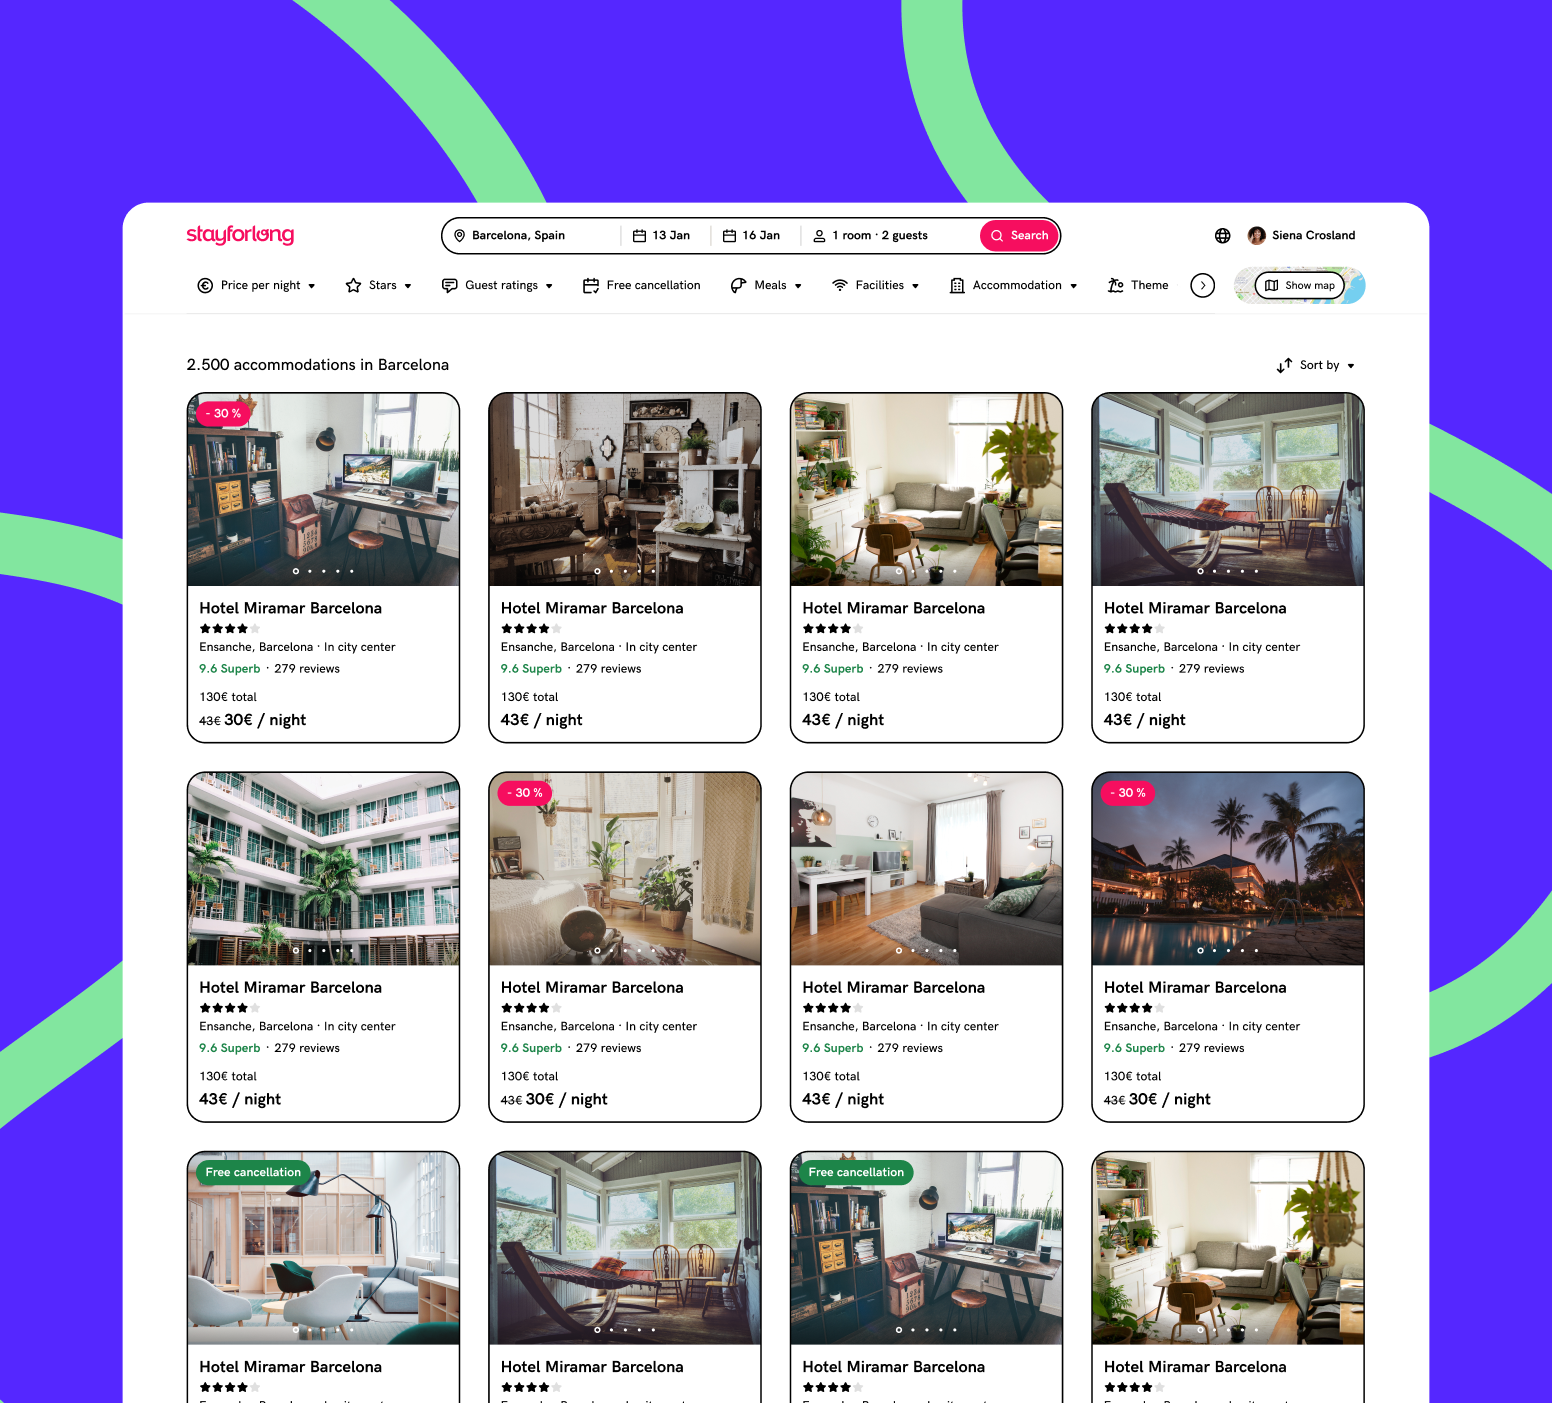 stayforlong
Barcelona, Spain
13 Jan
16 Jan
1 room · 2 guests
Search
Siena Crosland
Price per night
Stars
Guest ratings
Free cancellation
Meals
Facilities
Accommodation
Theme
Show map
2.500 accommodations in Barcelona
Sort by
- 30 %
Hotel Miramar Barcelona
Ensanche, Barcelona · In city center
9.6 Superb · 279 reviews
130€ total
43€ 30€ / night
Hotel Miramar Barcelona
Ensanche, Barcelona · In city center
9.6 Superb · 279 reviews
130€ total
43€ / night
Hotel Miramar Barcelona
Ensanche, Barcelona · In city center
9.6 Superb · 279 reviews
130€ total
43€ / night
Hotel Miramar Barcelona
Ensanche, Barcelona · In city center
9.6 Superb · 279 reviews
130€ total
43€ / night
Hotel Miramar Barcelona
Ensanche, Barcelona · In city center
9.6 Superb · 279 reviews
130€ total
43€ / night
- 30 %
Hotel Miramar Barcelona
Ensanche, Barcelona · In city center
9.6 Superb · 279 reviews
130€ total
43€ 30€ / night
Hotel Miramar Barcelona
Ensanche, Barcelona · In city center
9.6 Superb · 279 reviews
130€ total
43€ / night
- 30 %
Hotel Miramar Barcelona
Ensanche, Barcelona · In city center
9.6 Superb · 279 reviews
130€ total
43€ 30€ / night
Free cancellation
Hotel Miramar Barcelona
Hotel Miramar Barcelona
Free cancellation
Hotel Miramar Barcelona
Hotel Miramar Barcelona